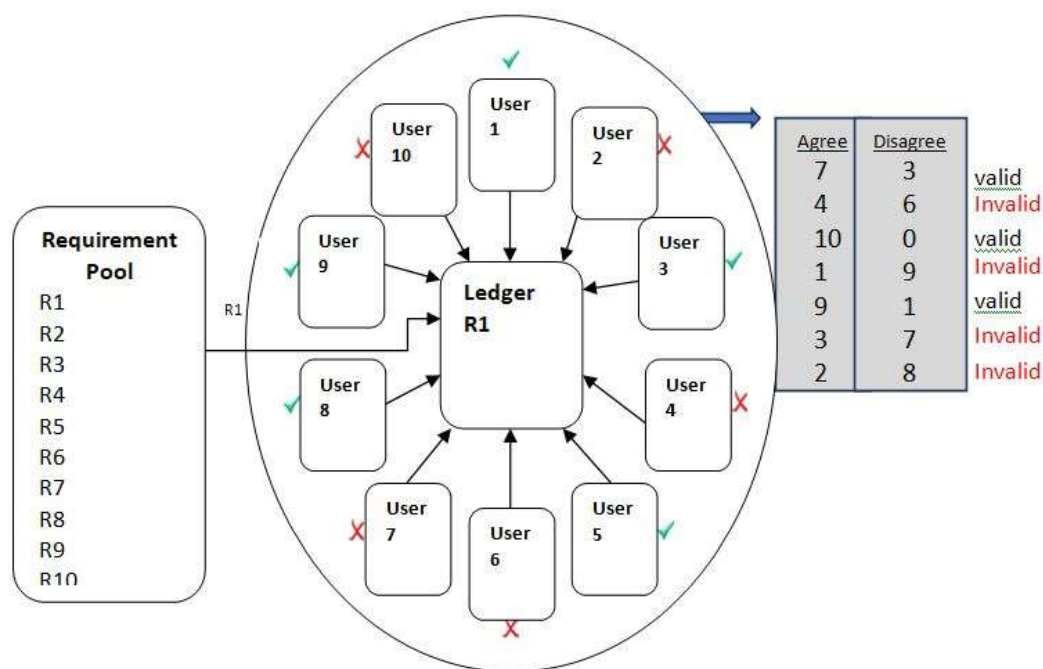 Requirement
Pool
R1
R2
R3
R4
R5
R6
R7
R8
R9
R10
R1
User
1
User
2
User
3
User
4
User
5
User
6
User
7
User
8
User
9
User
10
Ledger
R1
Agree Disagree
7 3 valid
4 6 Invalid
10 0 valid
1 9 Invalid
9 1 valid
3 7 Invalid
2 8 Invalid